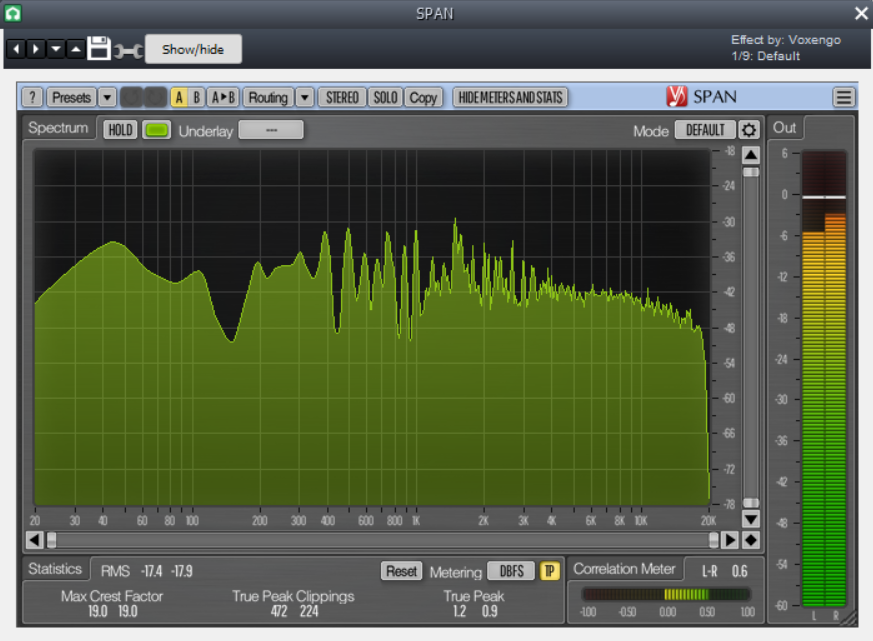 SPAN
Show/hide
Effect by: Voxengo
1/9: Default
? Presets A B A▸B Routing STEREO SOLO Copy HIDE METERS AND STATS SPAN
Spectrum HOLD Underlay --- Mode DEFAULT Out
-18 -24 -30 -36 -42 -48 -54 -60 -66 -72 -78
6 0 -6 -12 -18 -24 -30 -36 -42 -48 -54 -60
20 30 40 60 80 100 200 300 400 600 800 1K 2K 3K 4K 6K 8K 10K 20K
L R
Statistics RMS -17.4 -17.9 Reset Metering DBFS TP Correlation Meter L-R 0.6
Max Crest Factor True Peak Clippings True Peak
19.0 19.0 472 224 1.2 0.9
-1.00 -0.50 0.00 0.50 1.00